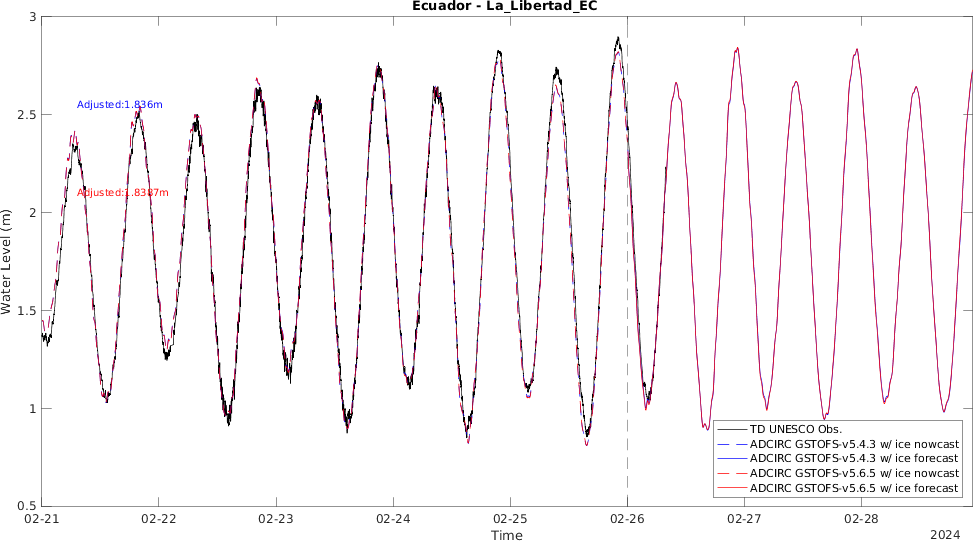 Ecuador - La_Libertad_EC
3
2.5
2
1.5
1
0.5
Water Level (m)
Adjusted:1.836m
Adjusted:1.8387m
TD UNESCO Obs.
ADCIRC GSTOFS-v5.4.3 w/ ice nowcast
ADCIRC GSTOFS-v5.4.3 w/ ice forecast
ADCIRC GSTOFS-v5.6.5 w/ ice nowcast
ADCIRC GSTOFS-v5.6.5 w/ ice forecast
02-21 02-22 02-23 02-24 02-25 02-26 02-27 02-28
Time
2024